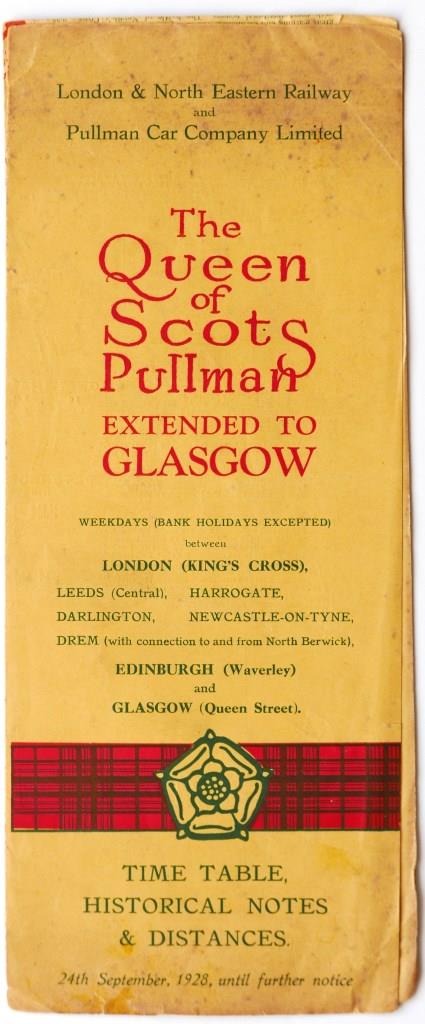 London & North Eastern Railway
and
Pullman Car Company Limited
The
Queen
of
Scots
Pullman
EXTENDED TO
GLASGOW
WEEKDAYS (BANK HOLIDAYS EXCEPTED)
between
LONDON (KING'S CROSS),
LEEDS (Central), HARROGATE,
DARLINGTON, NEWCASTLE-ON-TYNE,
DREM (with connection to and from North Berwick),
EDINBURGH (Waverley)
and
GLASGOW (Queen Street).
TIME TABLE,
HISTORICAL NOTES
& DISTANCES.
24th September, 1928, until further notice